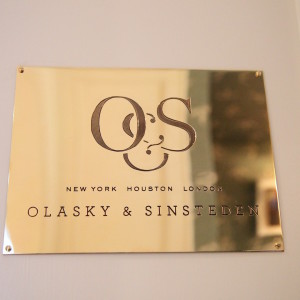 O&S
NEW YORK HOUSTON LONDON
OLASKY & SINSTEDEN